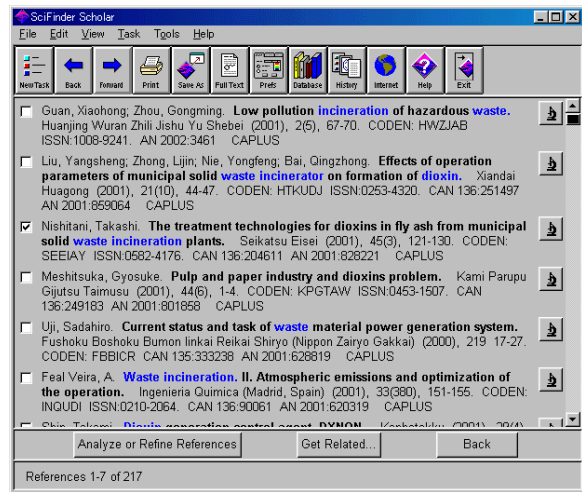 SciFinder Scholar
File Edit View Task Tools Help
New Task Back Forward Print Save As Full Text Prefs Database History Internet Help Exit
Guan, Xiaohong; Zhou, Gongming. Low pollution incineration of hazardous waste.
Huanjing Wuran Zhili Jishu Yu Shebei (2001), 2(5), 67-70. CODEN: HWZJAB
ISSN:1008-9241. AN 2002:3461 CAPLUS
Liu, Yangsheng; Zhong, Lijin; Nie, Yongfeng; Bai, Qingzhong. Effects of operation
parameters of municipal solid waste incinerator on formation of dioxin. Xiandai
Huagong (2001), 21(10), 44-47. CODEN: HTKUDJ ISSN:0253-4320. CAN 136:251497
AN 2001:859064 CAPLUS
Nishitani, Takashi. The treatment technologies for dioxins in fly ash from municipal
solid waste incineration plants. Seikatsu Eisei (2001), 45(3), 121-130. CODEN:
SEEIAY ISSN:0582-4176. CAN 136:204611 AN 2001:828221 CAPLUS
Meshitsuka, Gyosuke. Pulp and paper industry and dioxins problem. Kami Parupu
Gijutsu Taimusu (2001), 44(6), 1-4. CODEN: KPGTAW ISSN:0453-1507. CAN
136:249183 AN 2001:801858 CAPLUS
Uji, Sadahiro. Current status and task of waste material power generation system.
Fushoku Boshoku Bumon Iinkai Reikai Shiryo (Nippon Zairyo Gakkai) (2000), 219 17-27.
CODEN: FBBICR CAN 135:333238 AN 2001:628819 CAPLUS
Feal Veira, A. Waste incineration. II. Atmospheric emissions and optimization of
the operation. Ingenieria Quimica (Madrid, Spain) (2001), 33(380), 151-155. CODEN:
INQUDI ISSN:0210-2064. CAN 136:90061 AN 2001:620319 CAPLUS
Analyze or Refine References Get Related... Back
References 1-7 of 217